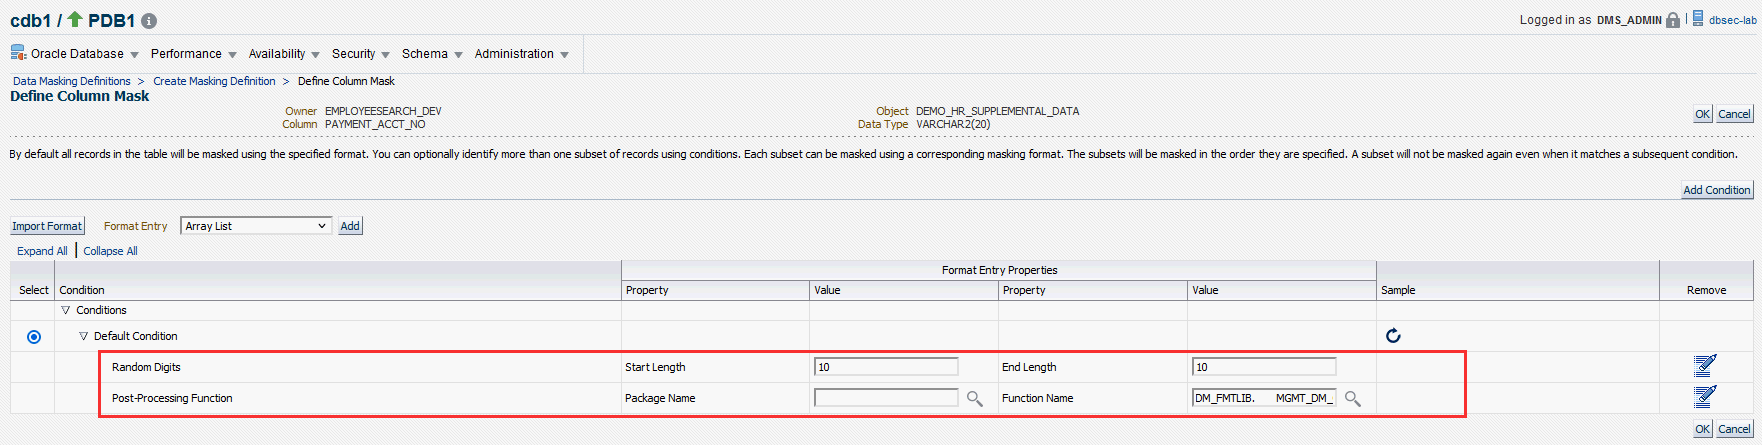 cdb1 / PDB1
Logged in as DMS_ADMIN dbsec-lab
Oracle Database Performance Availability Security Schema Administration
Data Masking Definitions > Create Masking Definition > Define Column Mask
Define Column Mask
Owner EMPLOYEESEARCH_DEV Object DEMO_HR_SUPPLEMENTAL_DATA
Column PAYMENT_ACCT_NO Data Type VARCHAR2(20)
OK Cancel
By default all records in the table will be masked using the specified format. You can optionally identify more than one subset of records using conditions. Each subset can be masked using a corresponding masking format. The subsets will be masked in the order they are specified. A subset will not be masked again even when it matches a subsequent condition.
Add Condition
Import Format Format Entry Array List Add
Expand All Collapse All
Format Entry Properties
Select Condition Property Value Property Value Sample Remove
Conditions
Default Condition
Random Digits Start Length 10 End Length 10
Post-Processing Function Package Name Function Name DM_FMTLIB. MGMT_DM_
OK Cancel